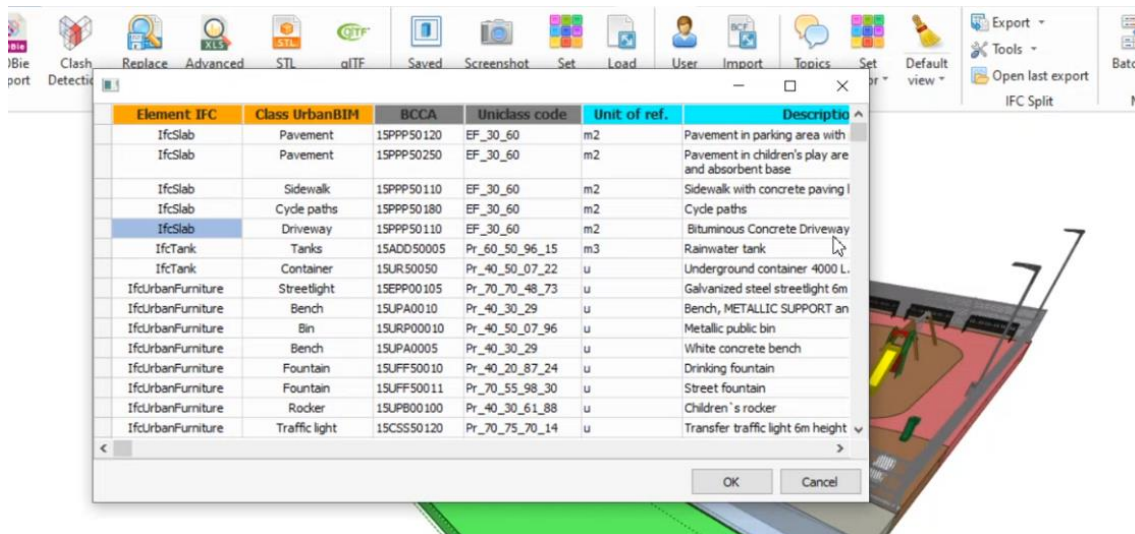 XLS STL glTF BCF
Bie Clash Replace Advanced STL glTF Saved Screenshot Set Load User Import Topics Set Default Export
port Detectic view Tools
Open last export
IFC Split
Element IFC Class UrbanBIM BCCA Uniclass code Unit of ref. Descriptio
IfcSlab Pavement 15PPP50120 EF_30_60 m2 Pavement in parking area with
IfcSlab Pavement 15PPP50250 EF_30_60 m2 Pavement in children's play are
and absorbent base
IfcSlab Sidewalk 15PPP50110 EF_30_60 m2 Sidewalk with concrete paving
IfcSlab Cycle paths 15PPP50180 EF_30_60 m2 Cycle paths
IfcSlab Driveway 15PPP50110 EF_30_60 m2 Bituminous Concrete Driveway
IfcTank Tanks 15ADD50005 Pr_60_50_96_15 m3 Rainwater tank
IfcTank Container 15UR50050 Pr_40_50_07_22 u Underground container 4000 L.
IfcUrbanFurniture Streetlight 15EPP00105 Pr_70_70_48_73 u Galvanized steel streetlight 6m
IfcUrbanFurniture Bench 15UPA0010 Pr_40_30_29 u Bench, METALLIC SUPPORT an
IfcUrbanFurniture Bin 15URP00010 Pr_40_50_07_96 u Metallic public bin
IfcUrbanFurniture Bench 15UPA0005 Pr_40_30_29 u White concrete bench
IfcUrbanFurniture Fountain 15UFF50010 Pr_40_20_87_24 u Drinking fountain
IfcUrbanFurniture Fountain 15UFF50011 Pr_70_55_98_30 u Street fountain
IfcUrbanFurniture Rocker 15UPB00100 Pr_40_30_61_88 u Children`s rocker
IfcUrbanFurniture Traffic light 15CSS50120 Pr_70_75_70_14 u Transfer traffic light 6m height
OK Cancel